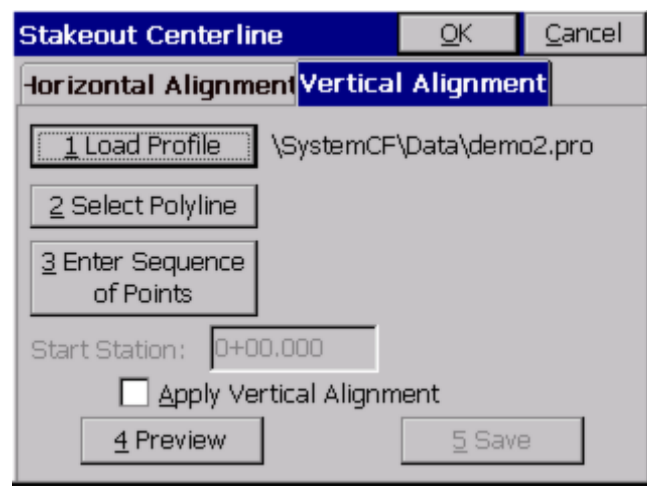 Stakeout Centerline OK Cancel
Horizontal Alignment Vertical Alignment
1 Load Profile \SystemCF\Data\demo2.pro
2 Select Polyline
3 Enter Sequence
of Points
Start Station: 0+00.000
Apply Vertical Alignment
4 Preview 5 Save